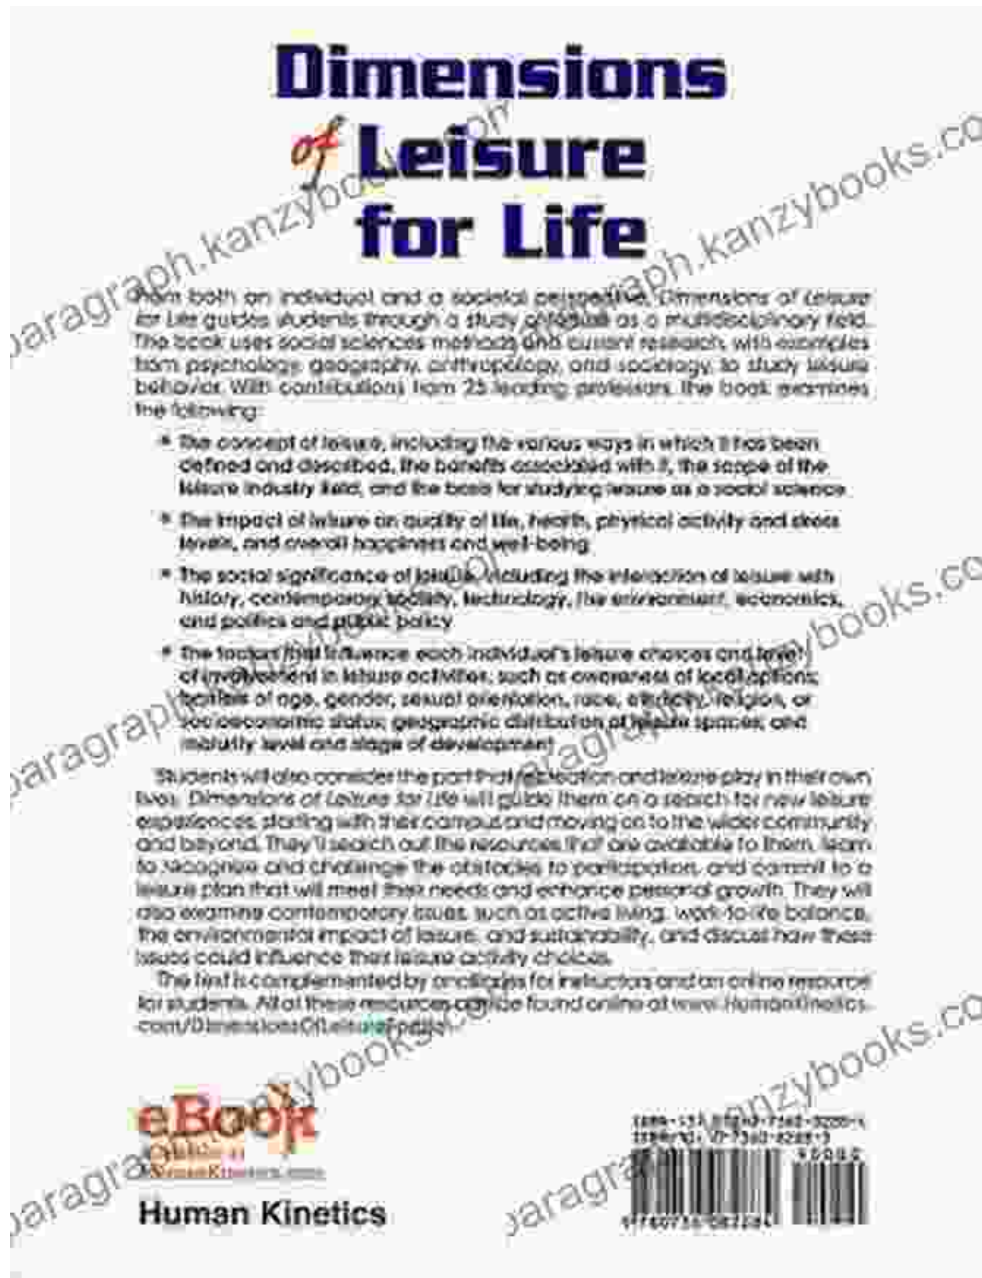 Dimensions
of Leisure
for Life
From both an individual and a societal perspective, Dimensions of Leisure
for Life guides students through a study of leisure as a multidisciplinary field.
The book uses social sciences methods and current research, with examples
from psychology, geography, anthropology, and sociology, to study leisure
behavior. With contributions from 25 leading professors, the book examines
the following:
• The concept of leisure, including the various ways in which it has been
defined and described, the benefits associated with it, the scope of the
leisure industry field, and the basis for studying leisure as a social science
• The impact of leisure on quality of life, health, physical activity and stress
levels, and overall happiness and well-being
• The social significance of leisure, including the interaction of leisure with
history, contemporary society, technology, the environment, economics,
and politics and public policy
• The factors that influence each individual's leisure choices and level
of involvement in leisure activities, such as awareness of local options;
barriers of age, gender, sexual orientation, race, ethnicity, religion, or
socioeconomic status; geographic distribution of leisure spaces; and
maturity level and stage of development
Students will also consider the part that recreation and leisure play in their own
lives. Dimensions of Leisure for Life will guide them on a search for new leisure
experiences, starting with their campus and moving on to the wider community
and beyond. They'll search out the resources that are available to them, learn
to recognize and challenge the obstacles to participation, and commit to a
leisure plan that will meet their needs and enhance personal growth. They will
also examine contemporary issues, such as active living, work-to-life balance,
the environmental impact of leisure, and sustainability, and discuss how these
issues could influence their leisure activity choices.
The text is complemented by ancillaries for instructors and an online resource
for students. All of these resources can be found online at www.HumanKinetics
.com/DimensionsOfLeisureForLife.
eBook
available at
HumanKinetics.com
Human Kinetics
paragraph.kanzybooks.com